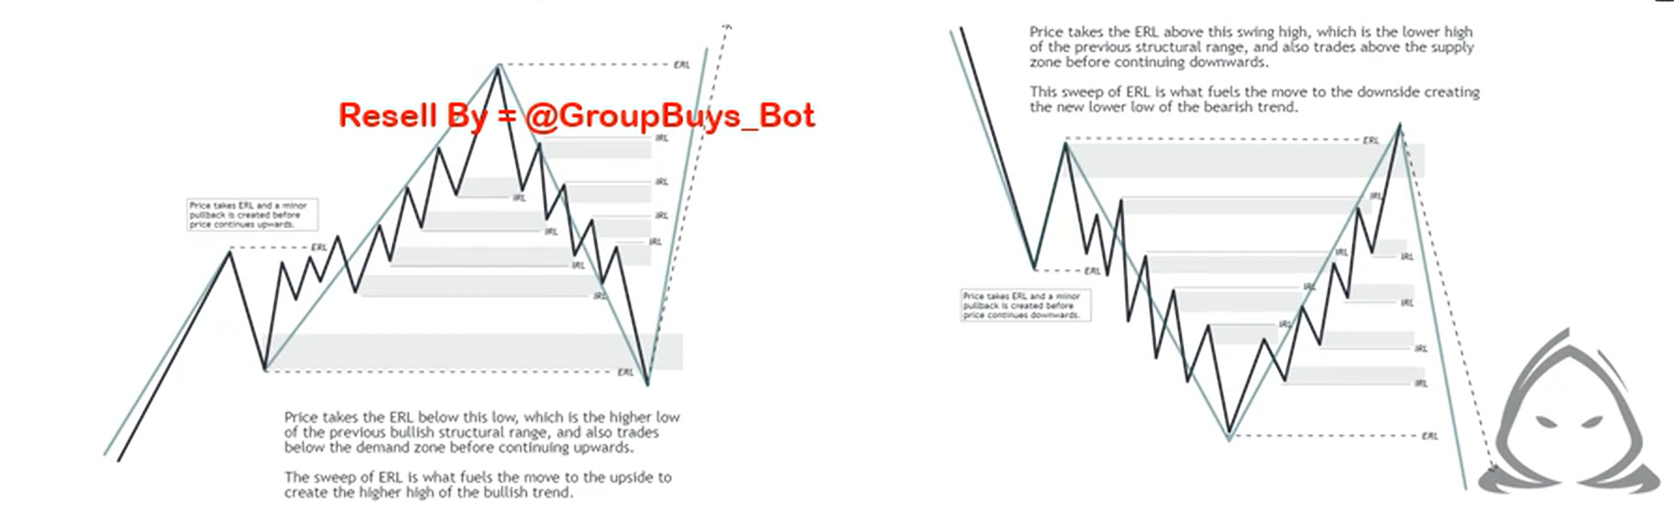 ERL
Resell By = @GroupBuys_Bot
IRL
IRL
IRL
Price takes ERL and a minor
pullback is created before
price continues upwards.
IRL
IRL
ERL
IRL
IRL
IRL
ERL
Price takes the ERL below this low, which is the higher low
of the previous bullish structural range, and also trades
below the demand zone before continuing upwards.
The sweep of ERL is what fuels the move to the upside to
create the higher high of the bullish trend.
Price takes the ERL above this swing high, which is the lower high
of the previous structural range, and also trades above the supply
zone before continuing downwards.
This sweep of ERL is what fuels the move to the downside creating
the new lower low of the bearish trend.
ERL
IRL
IRL
IRL
ERL
Price takes ERL and a minor
pullback is created before
price continues downwards.
IRL
IRL
IRL
IRL
IRL
ERL